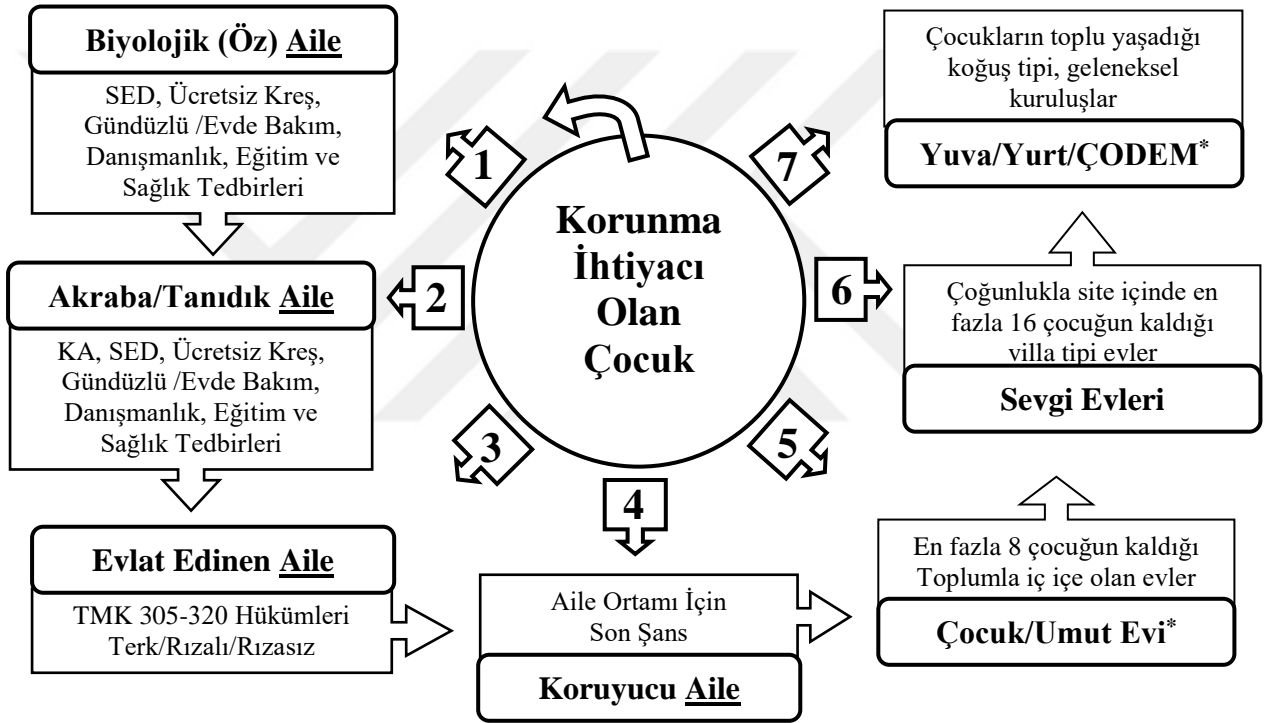 Biyolojik (Öz) Aile
SED, Ücretsiz Kreş,
Gündüzlü /Evde Bakım,
Danışmanlık, Eğitim ve
Sağlık Tedbirleri
Akraba/Tanıdık Aile
KA, SED, Ücretsiz Kreş,
Gündüzlü /Evde Bakım,
Danışmanlık, Eğitim ve
Sağlık Tedbirleri
Evlat Edinen Aile
TMK 305-320 Hükümleri
Terk/Rızalı/Rızasız
1
2
3
4
5
6
7
Korunma
İhtiyacı
Olan
Çocuk
Aile Ortamı İçin
Son Şans
Koruyucu Aile
En fazla 8 çocuğun kaldığı
Toplumla iç içe olan evler
Çocuk/Umut Evi*
Çoğunlukla site içinde en
fazla 16 çocuğun kaldığı
villa tipi evler
Sevgi Evleri
Çocukların toplu yaşadığı
koğuş tipi, geleneksel
kuruluşlar
Yuva/Yurt/ÇODEM*